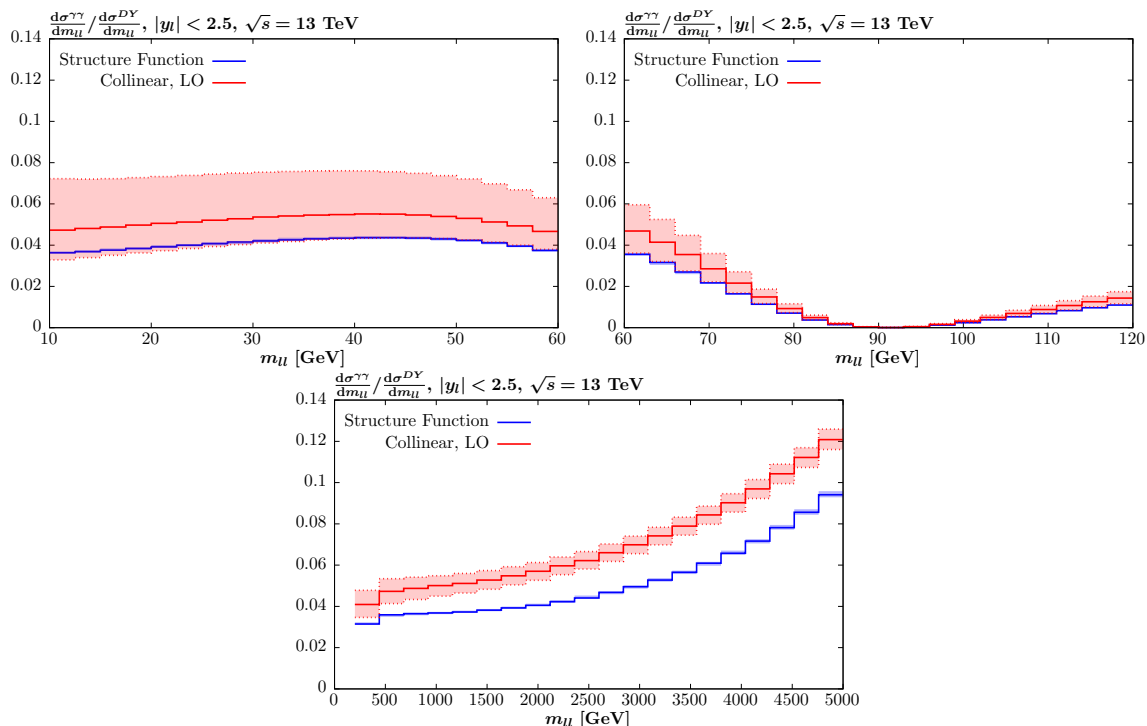 dσ^γγ/dm_ll / dσ^DY/dm_ll, |y_l| < 2.5, √s = 13 TeV
0.14
0.12
0.1
0.08
0.06
0.04
0.02
0
Structure Function
Collinear, LO
10 20 30 40 50 60
m_ll [GeV]
dσ^γγ/dm_ll / dσ^DY/dm_ll, |y_l| < 2.5, √s = 13 TeV
0.14
0.12
0.1
0.08
0.06
0.04
0.02
0
Structure Function
Collinear, LO
60 70 80 90 100 110 120
m_ll [GeV]
dσ^γγ/dm_ll / dσ^DY/dm_ll, |y_l| < 2.5, √s = 13 TeV
0.14
0.12
0.1
0.08
0.06
0.04
0.02
0
Structure Function
Collinear, LO
500 1000 1500 2000 2500 3000 3500 4000 4500 5000
m_ll [GeV]